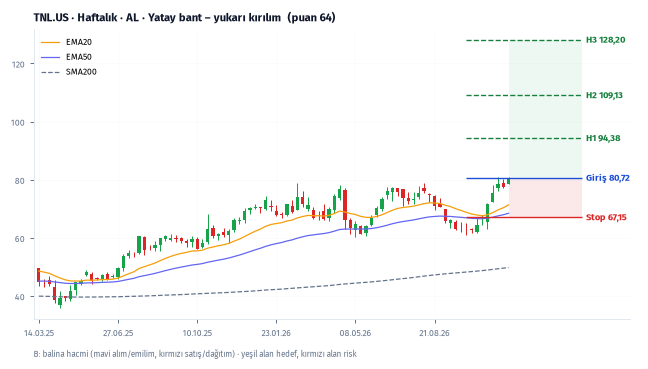 TNL.US · Haftalık · AL · Yatay bant – yukarı kırılım (puan 64)
EMA20
EMA50
SMA200
H3 128,20
H2 109,13
H1 94,38
Giriş 80,72
Stop 67,15
120
100
80
60
40
14.03.25
27.06.25
10.10.25
23.01.26
08.05.26
21.08.26
B: balina hacmi (mavi alım/emilim, kırmızı satış/dağıtım) · yeşil alan hedef, kırmızı alan risk